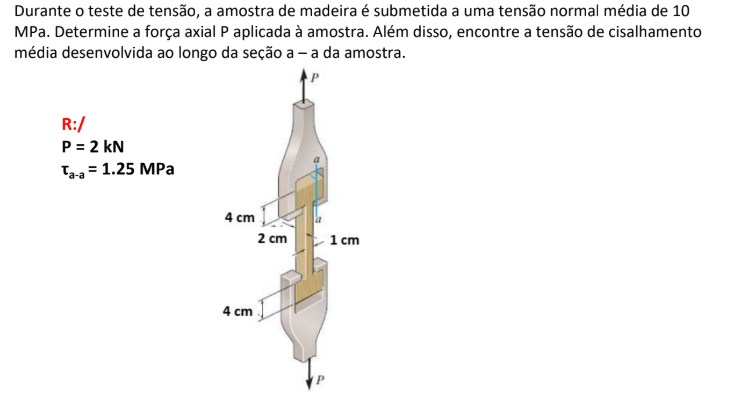 Durante o teste de tensão, a amostra de madeira é submetida a uma tensão normal média de 10
MPa. Determine a força axial P aplicada à amostra. Além disso, encontre a tensão de cisalhamento
média desenvolvida ao longo da seção a – a da amostra.
P
R:/
P = 2 kN
τa-a = 1.25 MPa
a
4 cm
a
2 cm
1 cm
4 cm
P